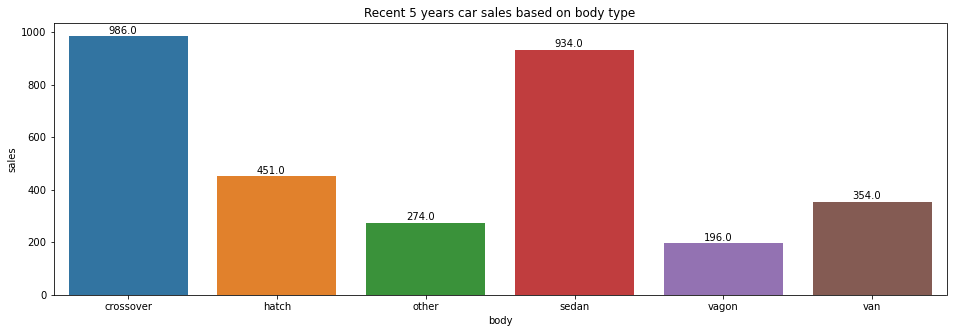 Recent 5 years car sales based on body type
1000
800
600
400
200
0
sales
986.0
451.0
274.0
934.0
196.0
354.0
crossover
hatch
other
sedan
vagon
van
body